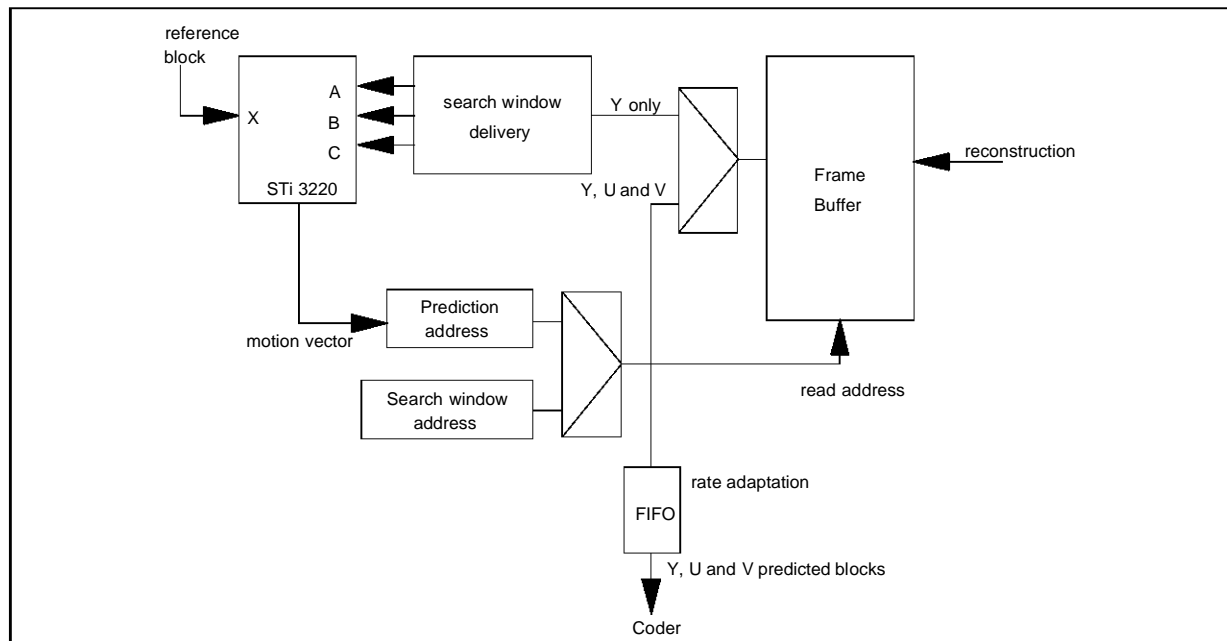 reference
block
X
A
B
C
STi 3220
search window
delivery
Y only
Y, U and V
Frame
Buffer
reconstruction
motion vector
Prediction
address
Search window
address
read address
rate adaptation
FIFO
Y, U and V predicted blocks
Coder